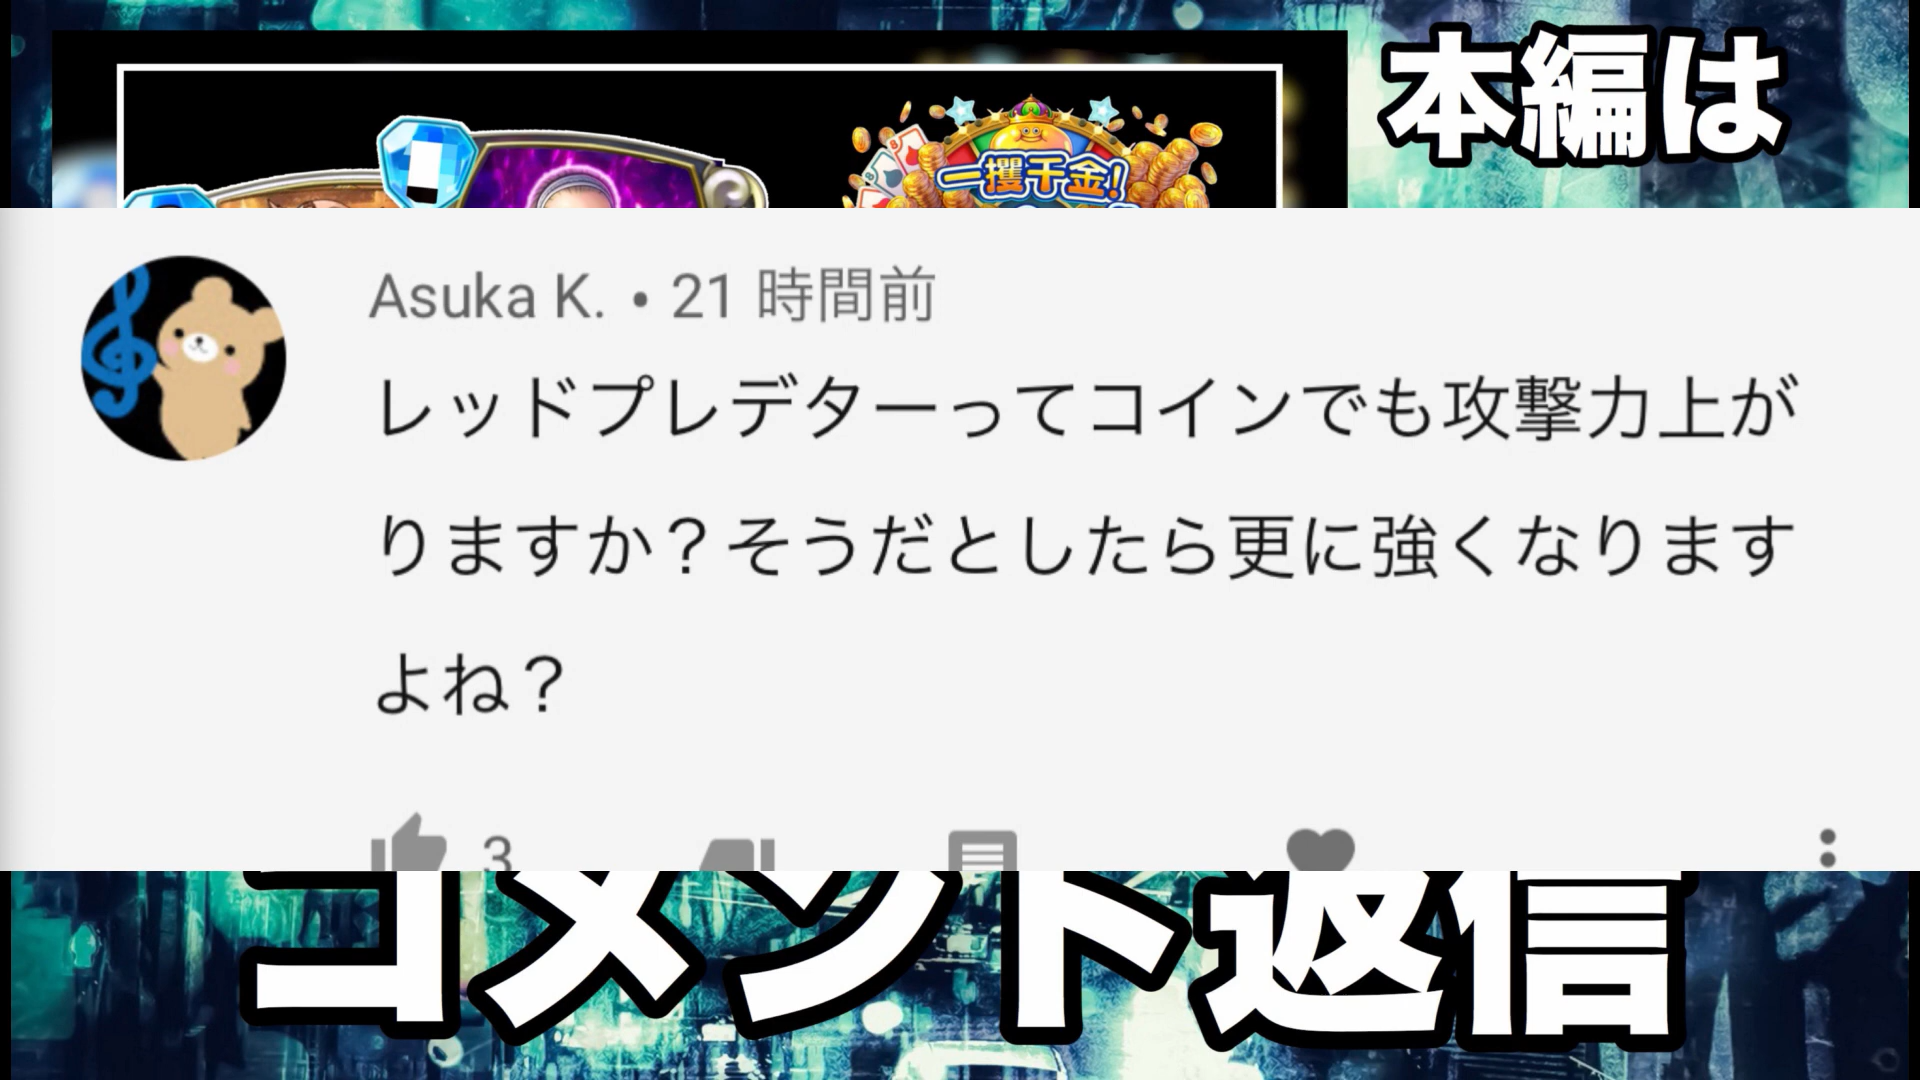 本編は
1
一攫千金!
Asuka K. • 21 時間前
レッドプレデターってコインでも攻撃力上が
りますか？そうだとしたら更に強くなります
よね？
3
コメント返信